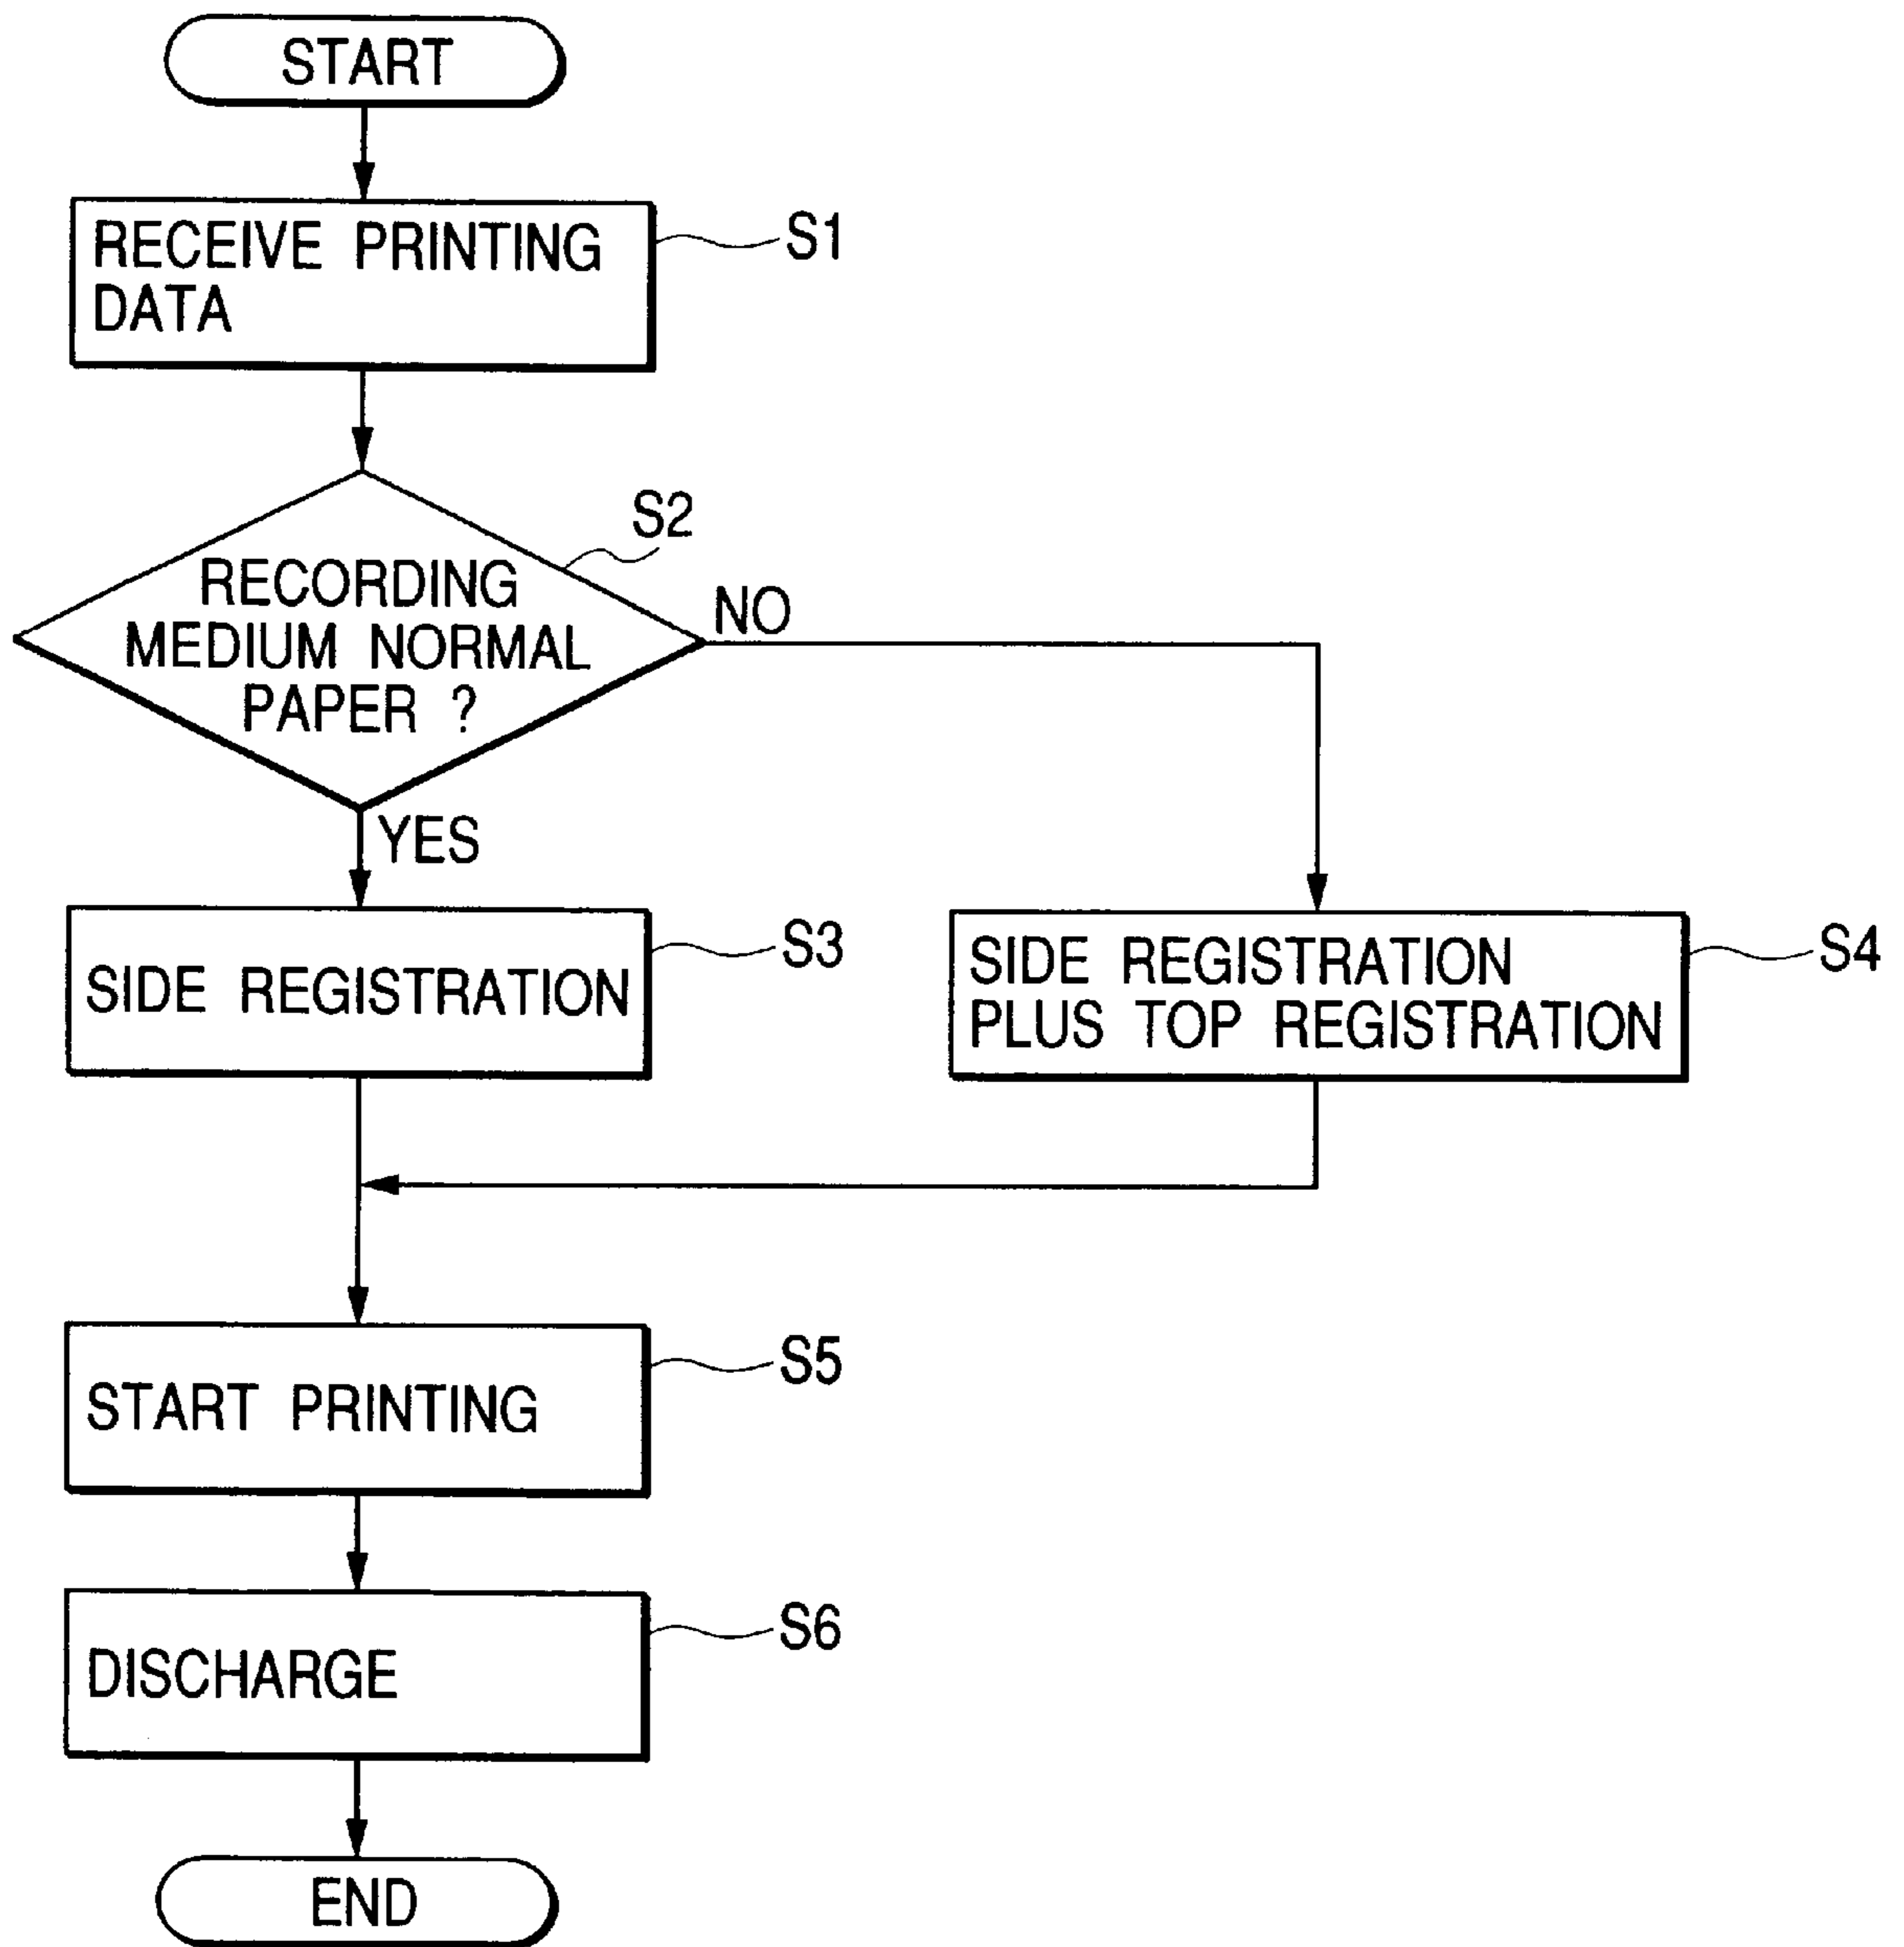 START
RECEIVE PRINTING
DATA
S1
S2
RECORDING
MEDIUM NORMAL
PAPER ?
NO
YES
SIDE REGISTRATION
S3
SIDE REGISTRATION
PLUS TOP REGISTRATION
S4
START PRINTING
S5
DISCHARGE
S6
END